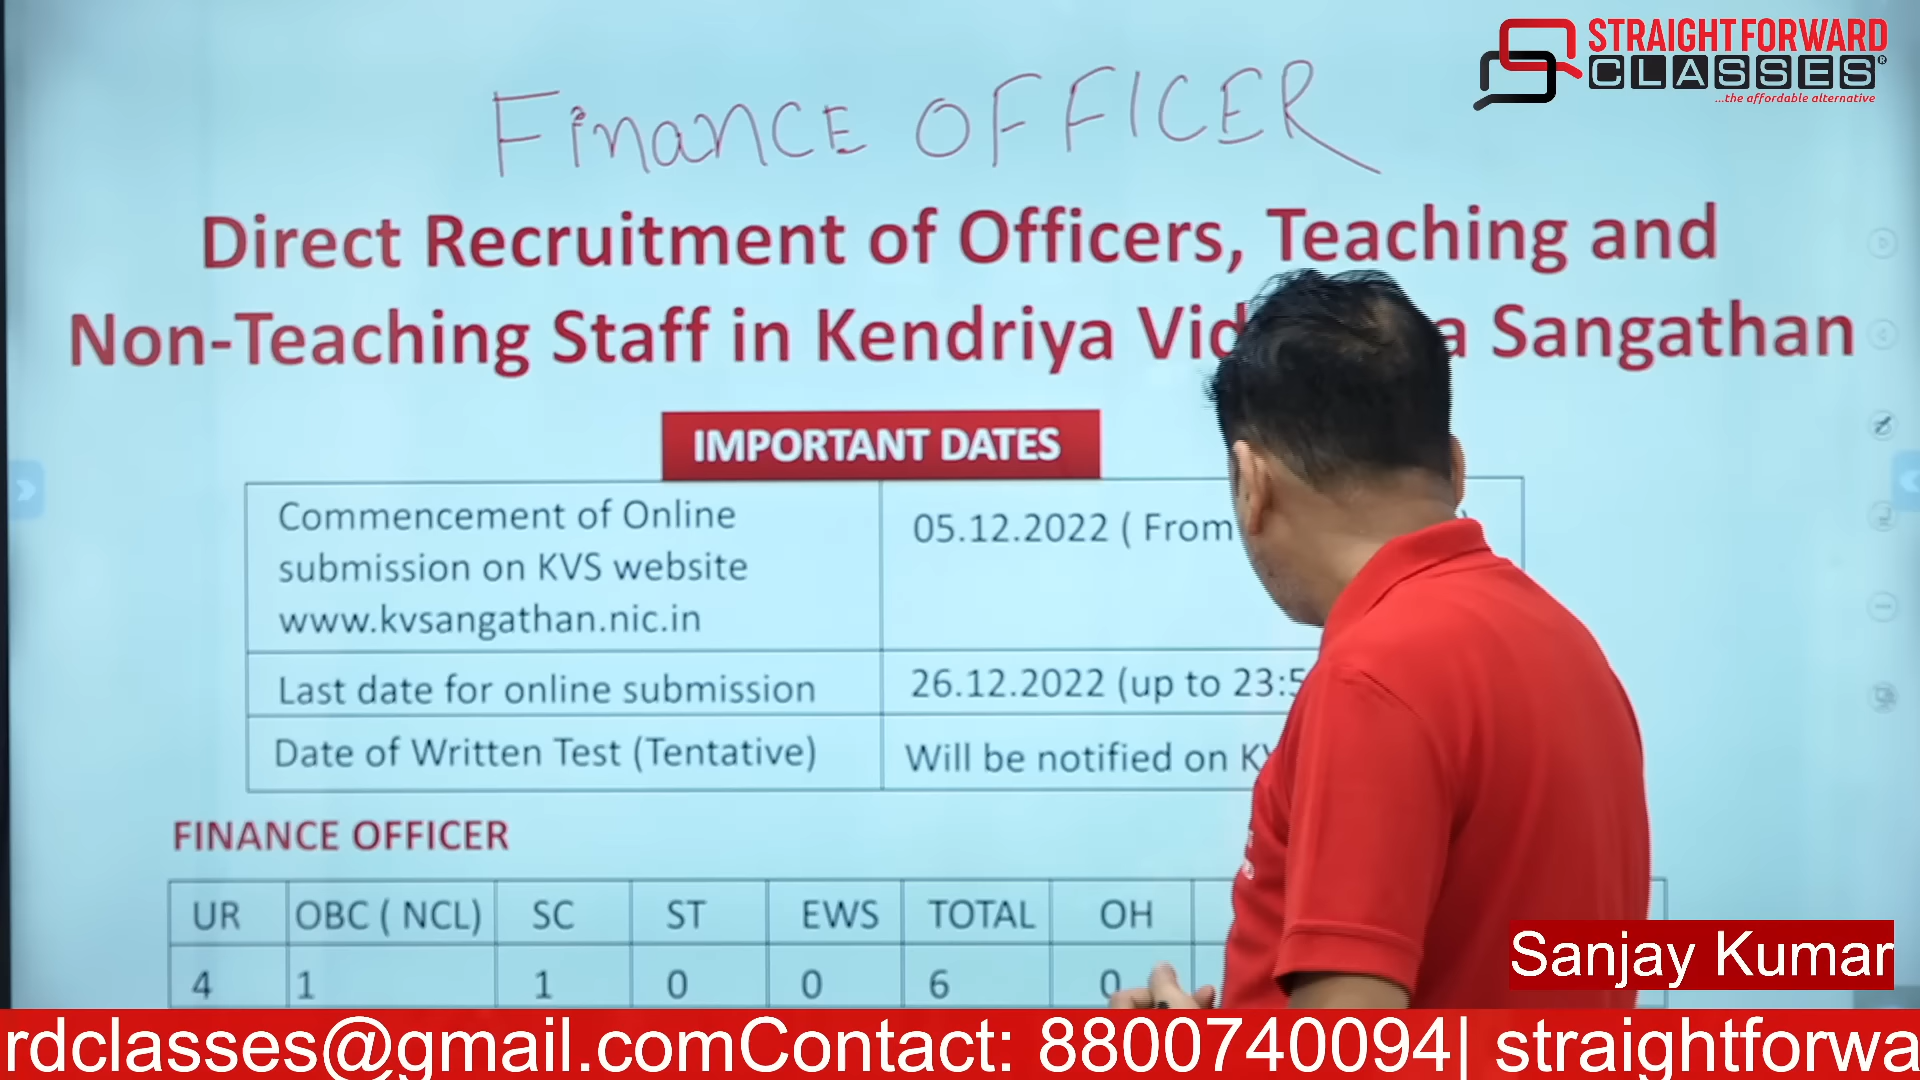 STRAIGHT FORWARD
CLASSES®
...the affordable alternative
FinanCE OFFICER
Direct Recruitment of Officers, Teaching and
Non-Teaching Staff in Kendriya Sangathan
IMPORTANT DATES
Commencement of Online
submission on KVS website
www.kvsangathan.nic.in
05.12.2022 ( From
Last date for online submission
26.12.2022 (up to
Date of Written Test (Tentative)
Will be notified on
FINANCE OFFICER
UR OBC ( NCL) SC ST EWS TOTAL OH
4 1 1 0 0 6 0
Sanjay Kumar
rdclasses@gmail.comContact: 8800740094| straightforwa